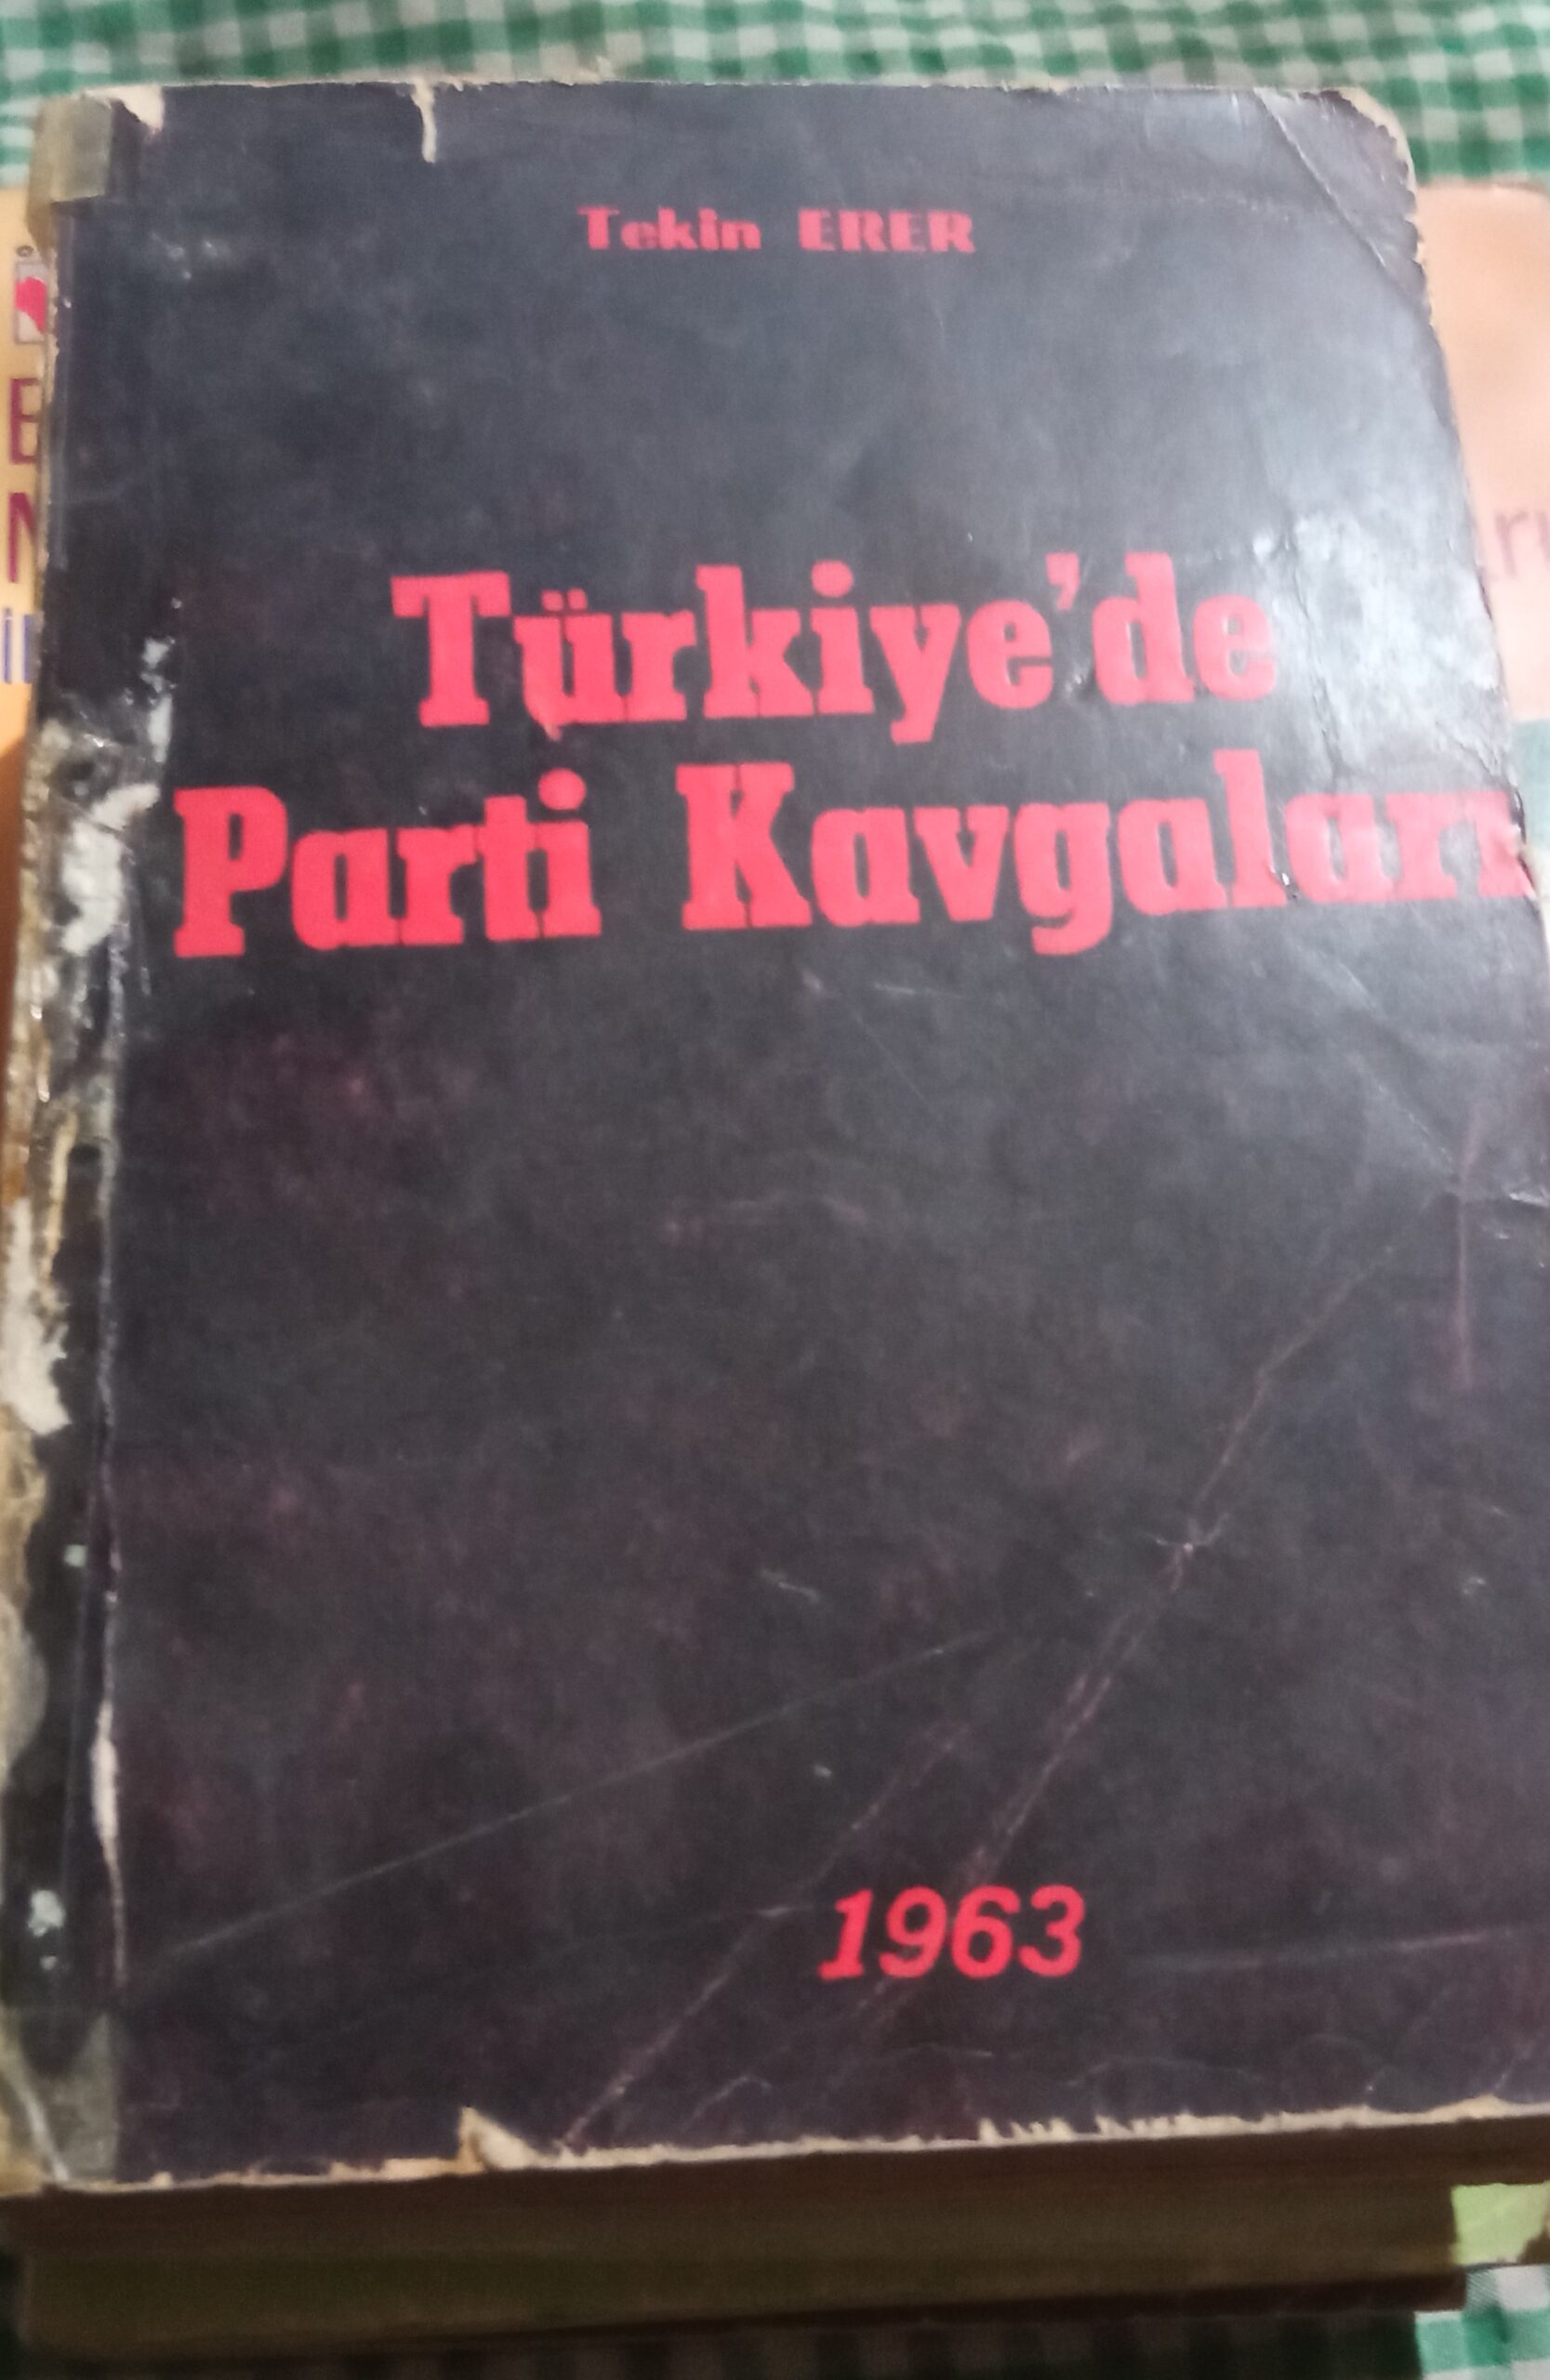 Tekin ERER
Türkiye'de
Parti Kavgaları
1963